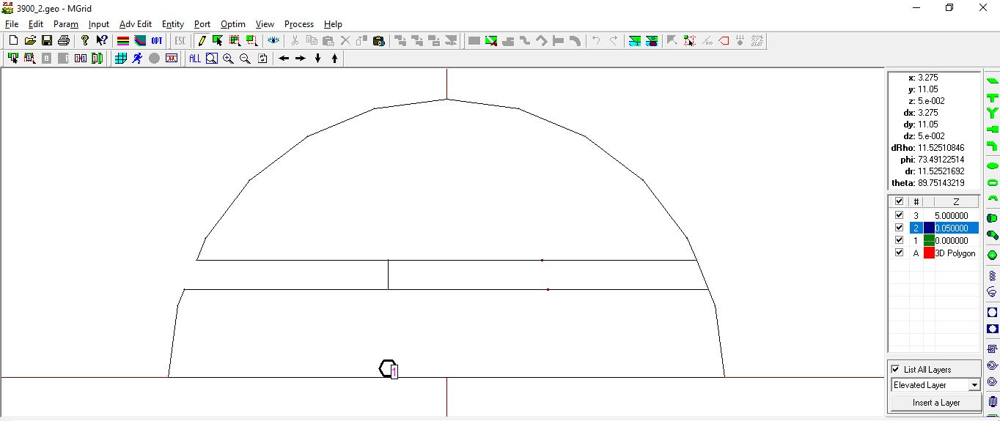 3900_2.geo - MGrid
File Edit Param Input Adv Edit Entity Port Optim View Process Help
OPT ESC
ALL
x: 3.275
y: 11.05
z: 5.e-002
dx: 3.275
dy: 11.05
dz: 5.e-002
dRho: 11.52510846
phi: 73.49122514
dr: 11.52521692
theta: 89.75143219
# Z
3 5.000000
2 0.050000
1 0.000000
A 3D Polygon
1
List All Layers
Elevated Layer
Insert a Layer